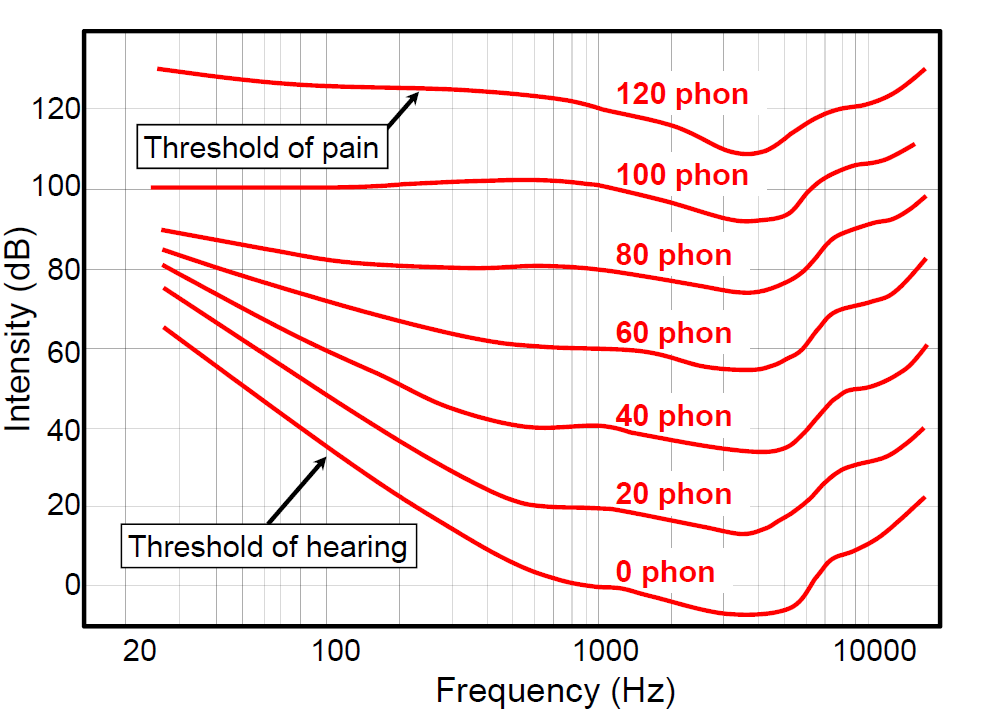 120 phon
120
Threshold of pain
100 phon
100
80 phon
80
60 phon
60
40 phon
40
20 phon
20
Threshold of hearing
0 phon
0
Intensity (dB)
20 100 1000 10000
Frequency (Hz)